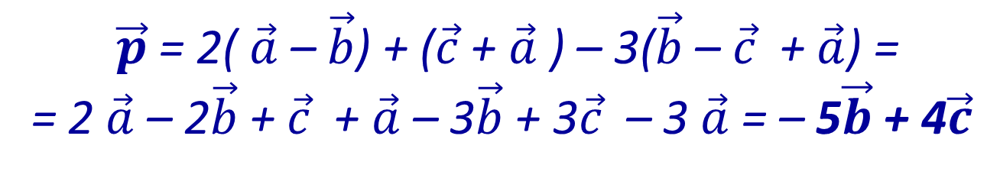 p⃗ = 2( a⃗ − b⃗) + (c⃗ + a⃗ ) − 3(b⃗ − c⃗ + a⃗) =
= 2 a⃗ − 2b⃗ + c⃗ + a⃗ − 3b⃗ + 3c⃗ − 3 a⃗ = − 5b⃗ + 4c⃗